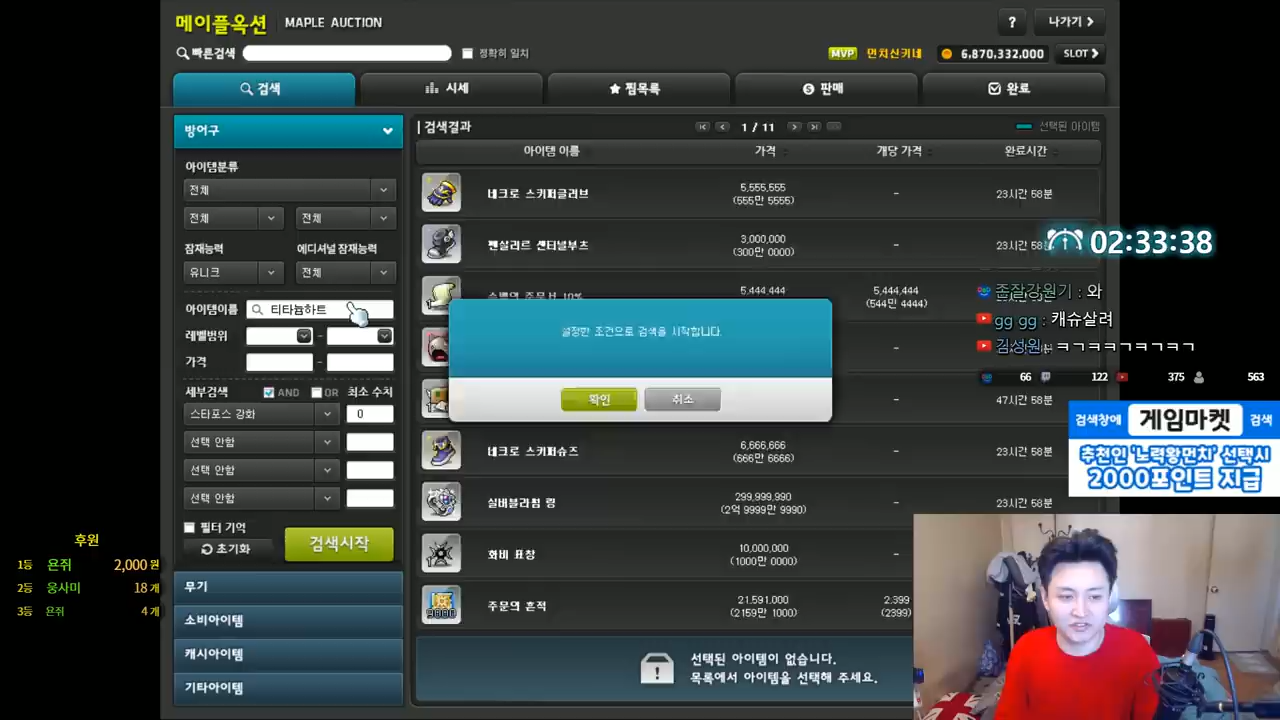 메이플옥션 MAPLE AUCTION
? 나가기
빠른검색 정확히 일치
MVP 먼치신키네 6,870,332,000 SLOT
검색 시세 찜목록 판매 완료
방어구
아이템분류
전체
전체 전체
잠재능력 에디셔널 잠재능력
유니크 전체
아이템이름 티타늄하트
레벨범위 -
가격 -
세부검색 AND OR 최소 수치
스타포스 강화 0
선택 안함
선택 안함
선택 안함
필터 기억
초기화 검색시작
무기
소비아이템
캐시아이템
기타아이템
검색결과 1 / 11 선택된 아이템
아이템 이름 가격 개당 가격 완료시간
네크로 스키퍼글러브 5,555,555 - 23시간 58분
(555만 5555)
펜살리르 센티널부츠 3,000,000 - 23시간 58분
(300만 0000)
5,444,444 5,444,444
(544만 4444)
-
- 47시간 58분
네크로 스키퍼슈즈 6,666,666 - 23시간 58분
(666만 6666)
실버블라썸 링 299,999,990 - 23시간 58분
(2억 9999만 9990)
화비 표창 10,000,000 -
(1000만 0000)
9000
주문의 흔적 21,591,000 2,399
(2159만 1000) (2399)
설정한 조건으로 검색을 시작합니다.
확인 취소
선택된 아이템이 없습니다.
목록에서 아이템을 선택해 주세요.
02:33:38
존잘강원기 : 와
gg gg : 캐슈살려
김성원 : ㅋㄱㅋㅋㄱㅋㄱㅋㄱ
66 122 375 563
검색창에 게임마켓 검색
추천인 '노력왕먼치' 선택시
2000포인트 지급
후원
1등 욘쥐 2,000 원
2등 웅사미 18 개
3등 욘쥐 4 개